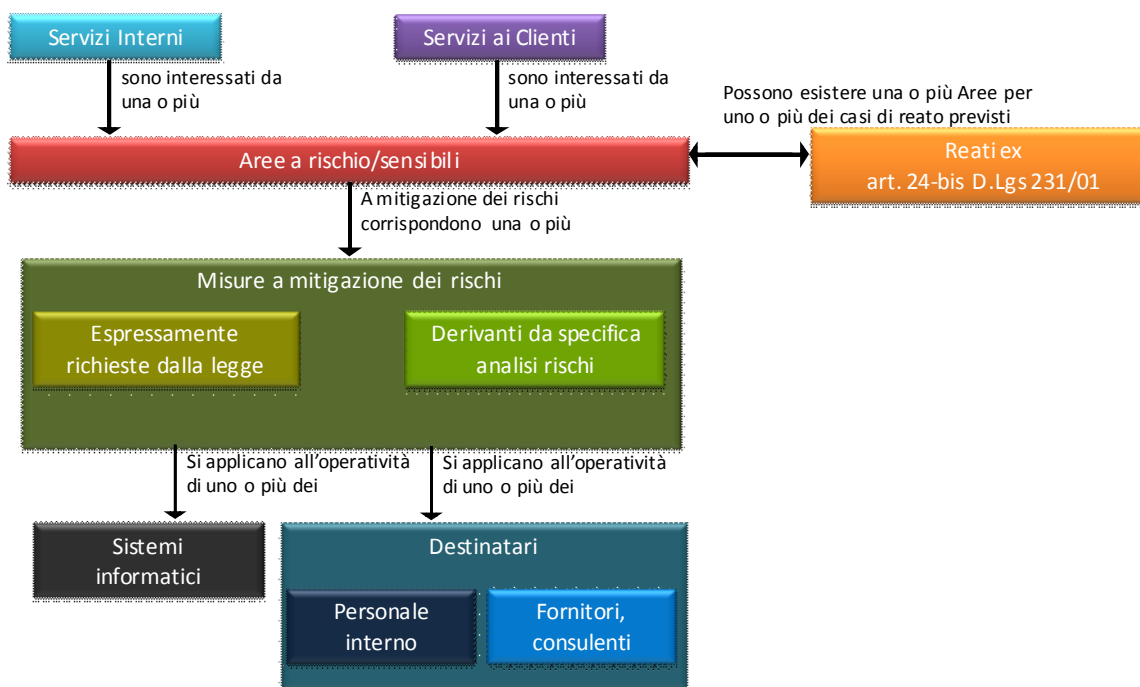 Servizi Interni
Servizi ai Clienti
sono interessati da
una o più
sono interessati da
una o più
Possono esistere una o più Aree per
uno o più dei casi di reato previsti
Aree a rischio/sensibili
Reati ex
art. 24-bis D.Lgs 231/01
A mitigazione dei rischi
corrispondono una o più
Misure a mitigazione dei rischi
Espressamente
richieste dalla legge
Derivanti da specifica
analisi rischi
Si applicano all’operatività
di uno o più dei
Si applicano all’operatività
di uno o più dei
Sistemi
informatici
Destinatari
Personale
interno
Fornitori,
consulenti